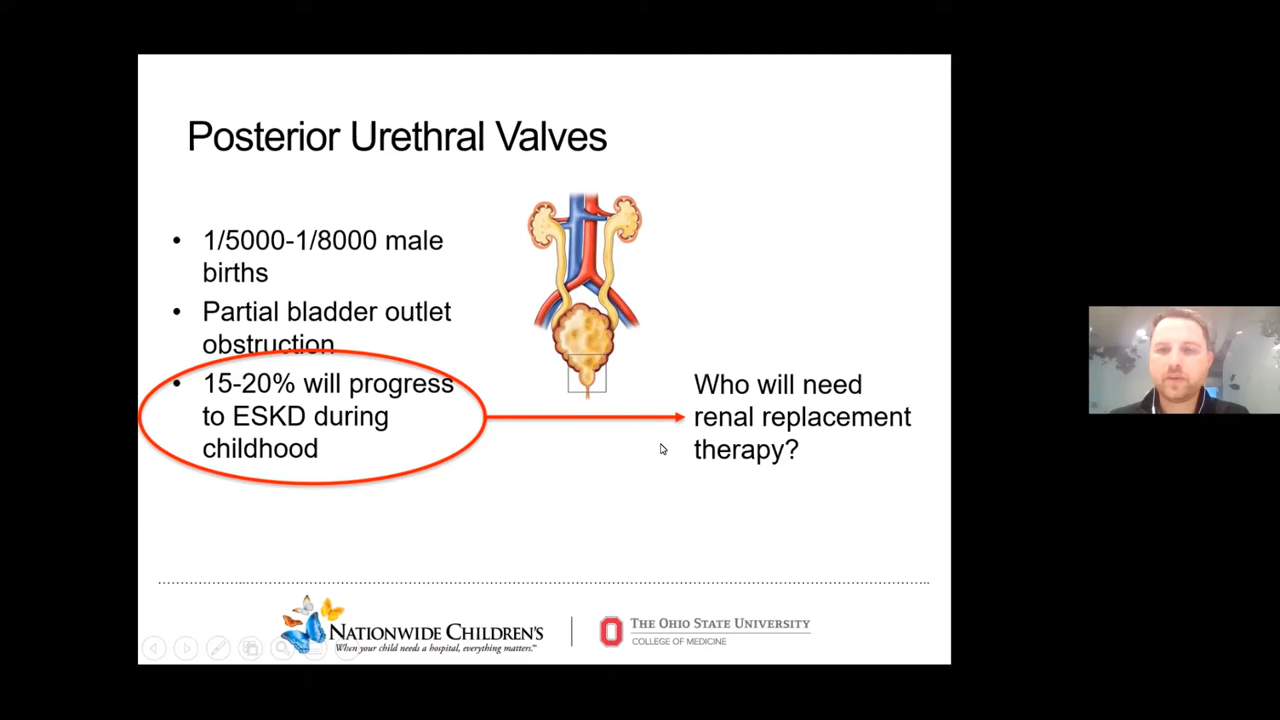 Posterior Urethral Valves
• 1/5000-1/8000 male
births
• Partial bladder outlet
obstruction
• 15-20% will progress
to ESKD during
childhood
Who will need
renal replacement
therapy?
NATIONWIDE CHILDREN'S
When your child needs a hospital, everything matters.™
THE OHIO STATE UNIVERSITY
COLLEGE OF MEDICINE